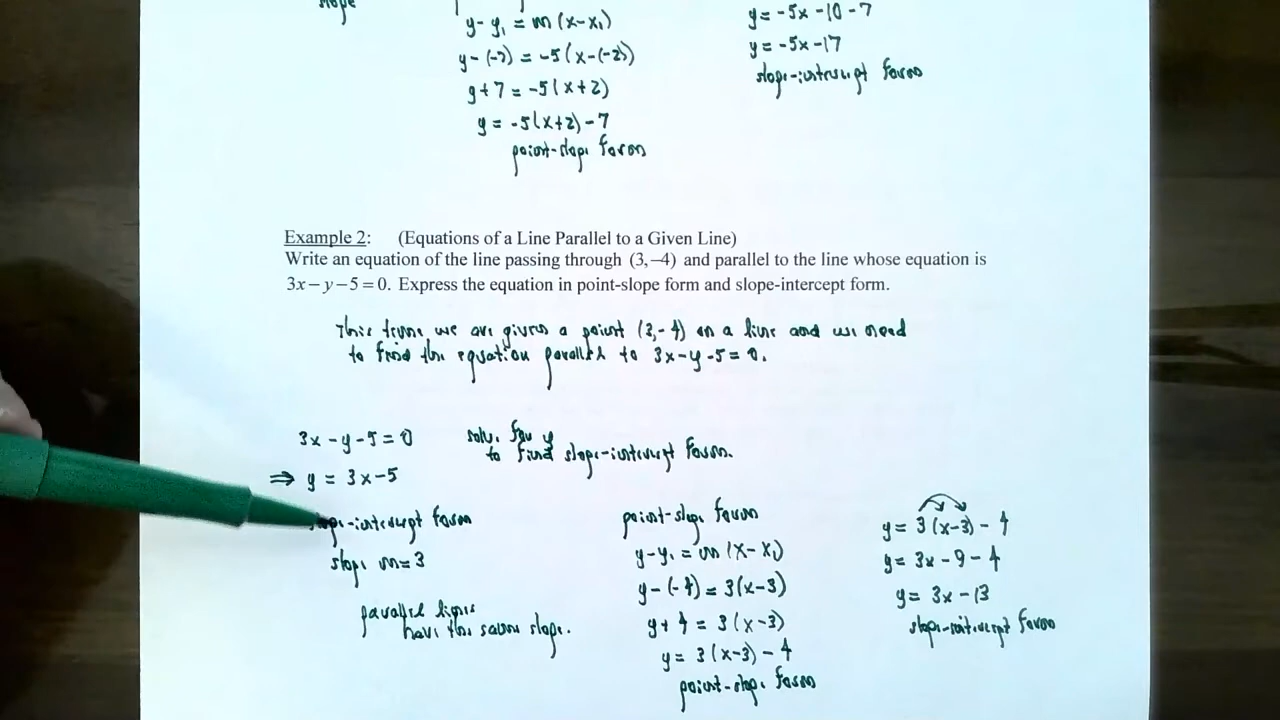 slope
y - y₁ = m (x - x₁)
y - (-7) = -5 (x - (-2))
y + 7 = -5 (x + 2)
y = -5(x+2) - 7
point-slope form
y = -5x - 10 - 7
y = -5x - 17
slope-intercept form
Example 2: (Equations of a Line Parallel to a Given Line)
Write an equation of the line passing through (3,–4) and parallel to the line whose equation is
3x – y – 5 = 0. Express the equation in point-slope form and slope-intercept form.
This time we are given a point (3,-4) on a line and we need
to find the equation parallel to 3x - y - 5 = 0.
3x - y - 5 = 0
⇒ y = 3x - 5
solve for y
to find slope-intercept form.
slope-intercept form
slope m = 3
parallel lines
have the same slope.
point-slope form
y - y₁ = m (x - x₁)
y - (-4) = 3(x - 3)
y + 4 = 3 (x - 3)
y = 3 (x-3) - 4
point-slope form
y = 3 (x-3) - 4
y = 3x - 9 - 4
y = 3x - 13
slope-intercept form